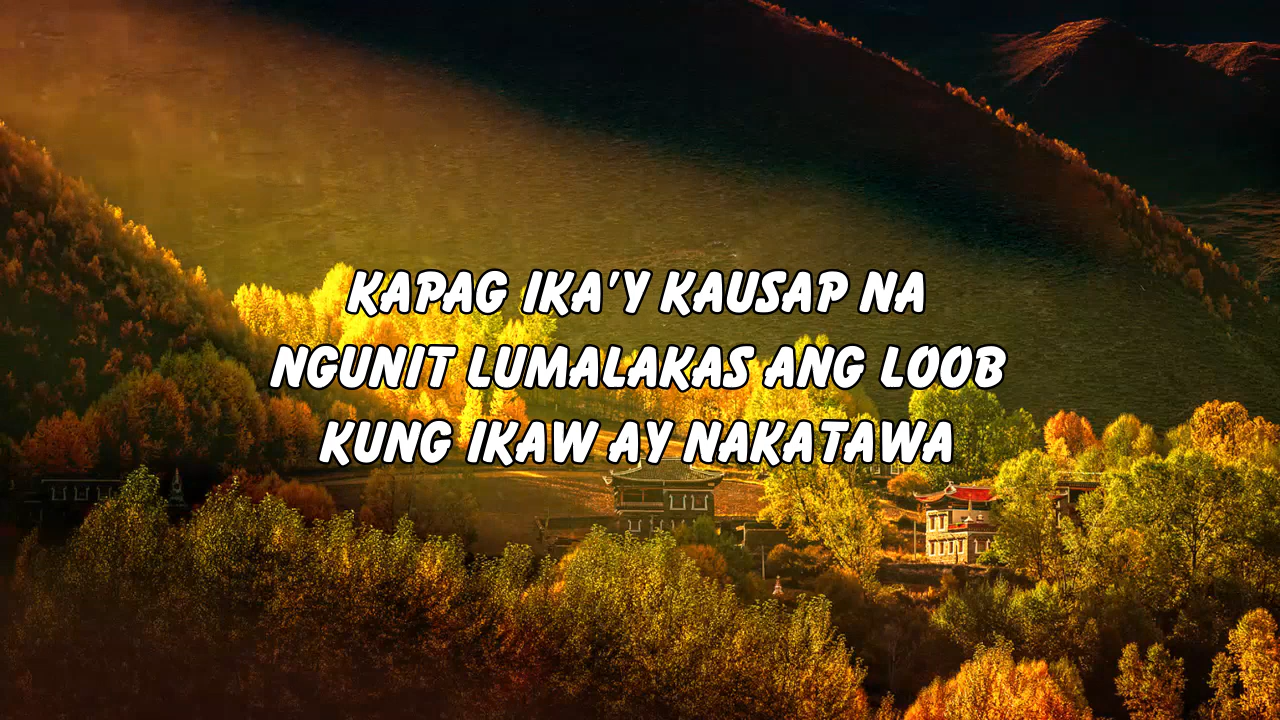 KAPAG IKA'Y KAUSAP NA
NGUNIT LUMALAKAS ANG LOOB
KUNG IKAW AY NAKATAWA